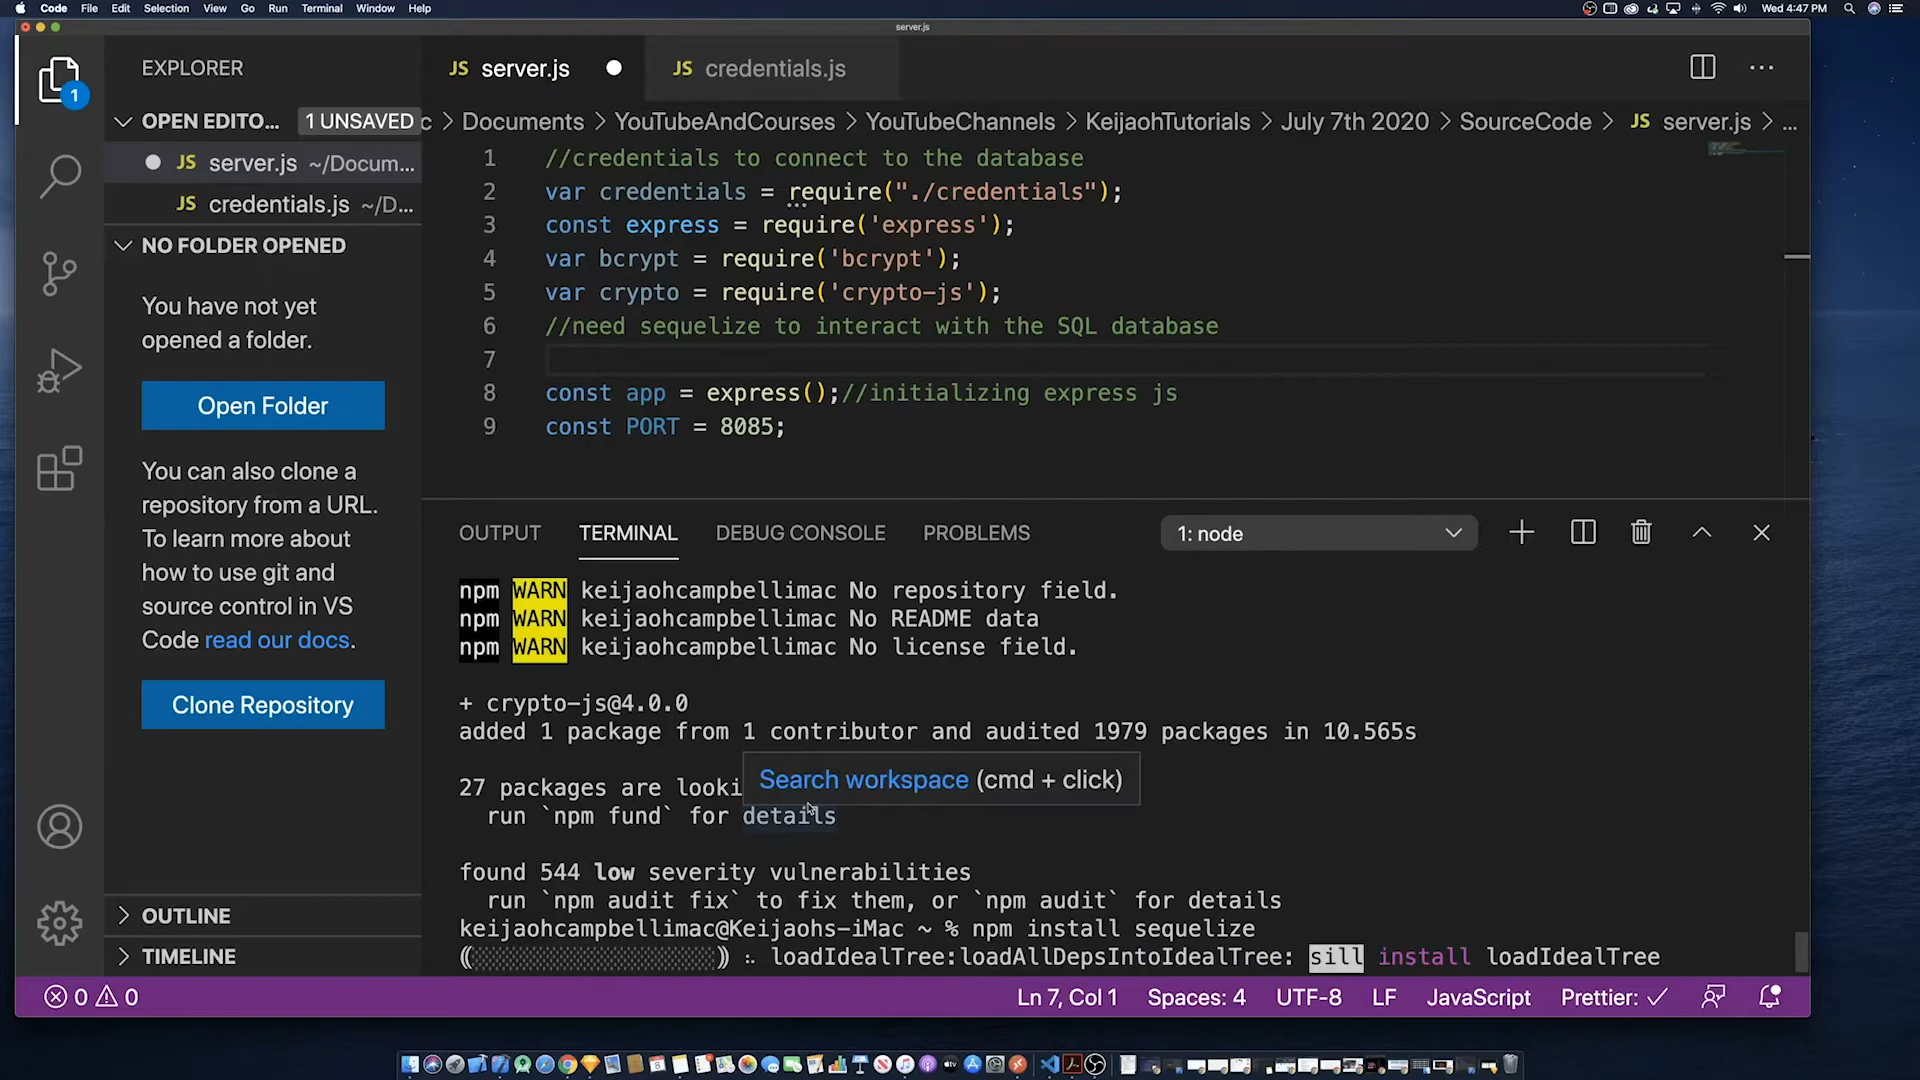 Code File Edit Selection View Go Run Terminal Window Help
Wed 4:47 PM
server.js
EXPLORER
JS server.js
JS credentials.js
OPEN EDITO... 1 UNSAVED
c > Documents > YouTubeAndCourses > YouTubeChannels > KeijaohTutorials > July 7th 2020 > SourceCode > JS server.js > ...
1
JS server.js ~/Docum...
JS credentials.js ~/D...
NO FOLDER OPENED
You have not yet
opened a folder.
Open Folder
You can also clone a
repository from a URL.
To learn more about
how to use git and
source control in VS
Code read our docs.
Clone Repository
OUTLINE
TIMELINE
1 //credentials to connect to the database
2 var credentials = require("./credentials");
3 const express = require('express');
4 var bcrypt = require('bcrypt');
5 var crypto = require('crypto-js');
6 //need sequelize to interact with the SQL database
7
8 const app = express();//initializing express js
9 const PORT = 8085;
OUTPUT TERMINAL DEBUG CONSOLE PROBLEMS 1: node
npm WARN keijaohcampbellimac No repository field.
npm WARN keijaohcampbellimac No README data
npm WARN keijaohcampbellimac No license field.
+ crypto-js@4.0.0
added 1 package from 1 contributor and audited 1979 packages in 10.565s
Search workspace (cmd + click)
27 packages are looki
run `npm fund` for details
found 544 low severity vulnerabilities
run `npm audit fix` to fix them, or `npm audit` for details
keijaohcampbellimac@Keijaohs-iMac ~ % npm install sequelize
((░░░░░░░░░░░░░░░░░░)) : loadIdealTree:loadAllDepsIntoIdealTree: sill install loadIdealTree
0 0 Ln 7, Col 1 Spaces: 4 UTF-8 LF JavaScript Prettier: ✓